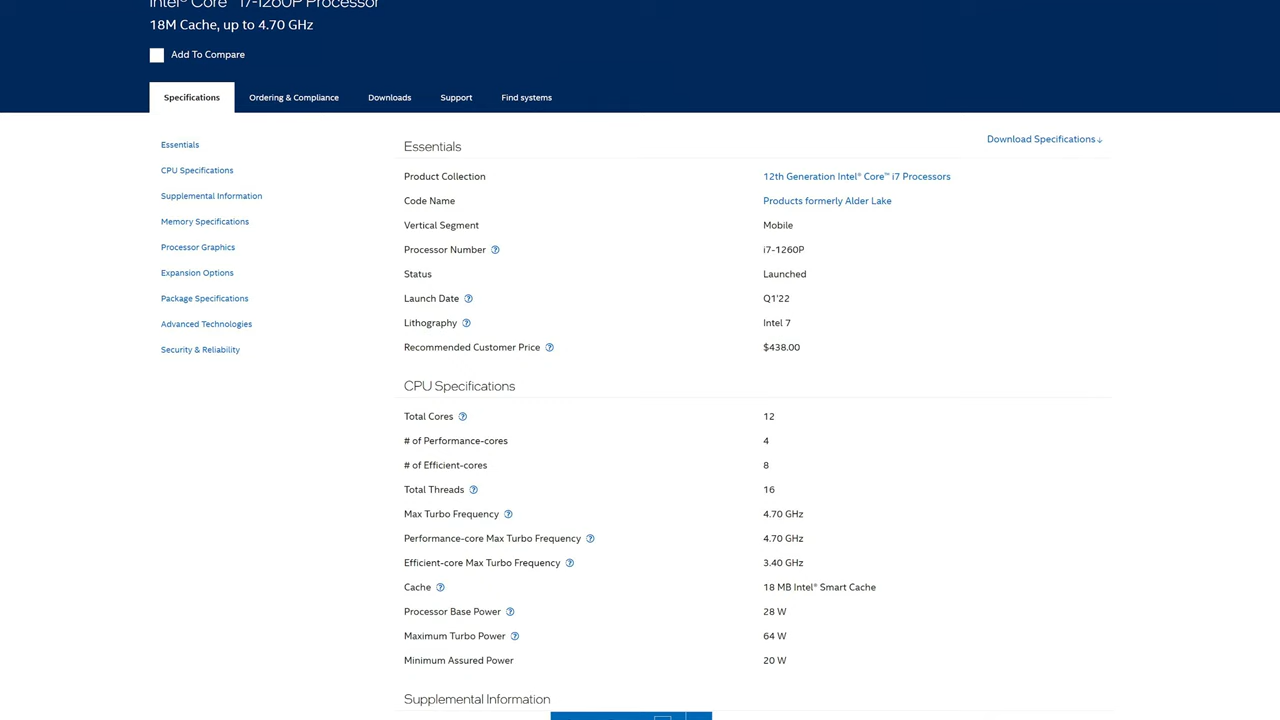 Intel® Core™ i7-1260P Processor
18M Cache, up to 4.70 GHz
Add To Compare
Specifications
Ordering & Compliance
Downloads
Support
Find systems
Essentials
CPU Specifications
Supplemental Information
Memory Specifications
Processor Graphics
Expansion Options
Package Specifications
Advanced Technologies
Security & Reliability
Download Specifications ↓
Essentials
Product Collection 12th Generation Intel® Core™ i7 Processors
Code Name Products formerly Alder Lake
Vertical Segment Mobile
Processor Number i7-1260P
Status Launched
Launch Date Q1'22
Lithography Intel 7
Recommended Customer Price $438.00
CPU Specifications
Total Cores 12
# of Performance-cores 4
# of Efficient-cores 8
Total Threads 16
Max Turbo Frequency 4.70 GHz
Performance-core Max Turbo Frequency 4.70 GHz
Efficient-core Max Turbo Frequency 3.40 GHz
Cache 18 MB Intel® Smart Cache
Processor Base Power 28 W
Maximum Turbo Power 64 W
Minimum Assured Power 20 W
Supplemental Information